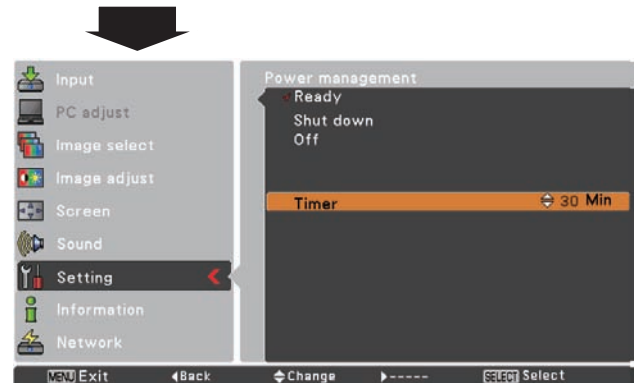 Input
PC adjust
Image select
Image adjust
Screen
Sound
Setting
Information
Network
Power management
Ready
Shut down
Off
Timer 30 Min
MENU Exit Back Change ----- SELECT Select